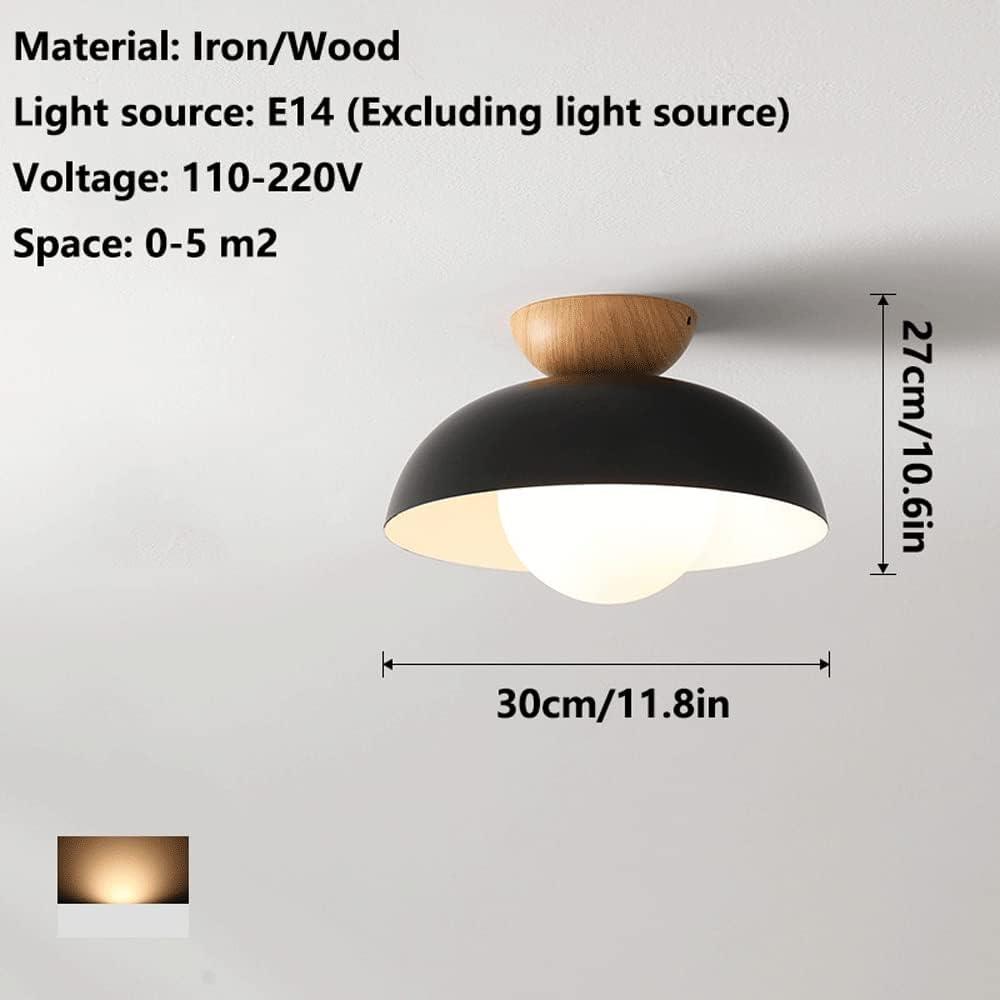 Material: Iron/Wood
Light source: E14 (Excluding light source)
Voltage: 110-220V
Space: 0-5 m2
27cm/10.6in
30cm/11.8in